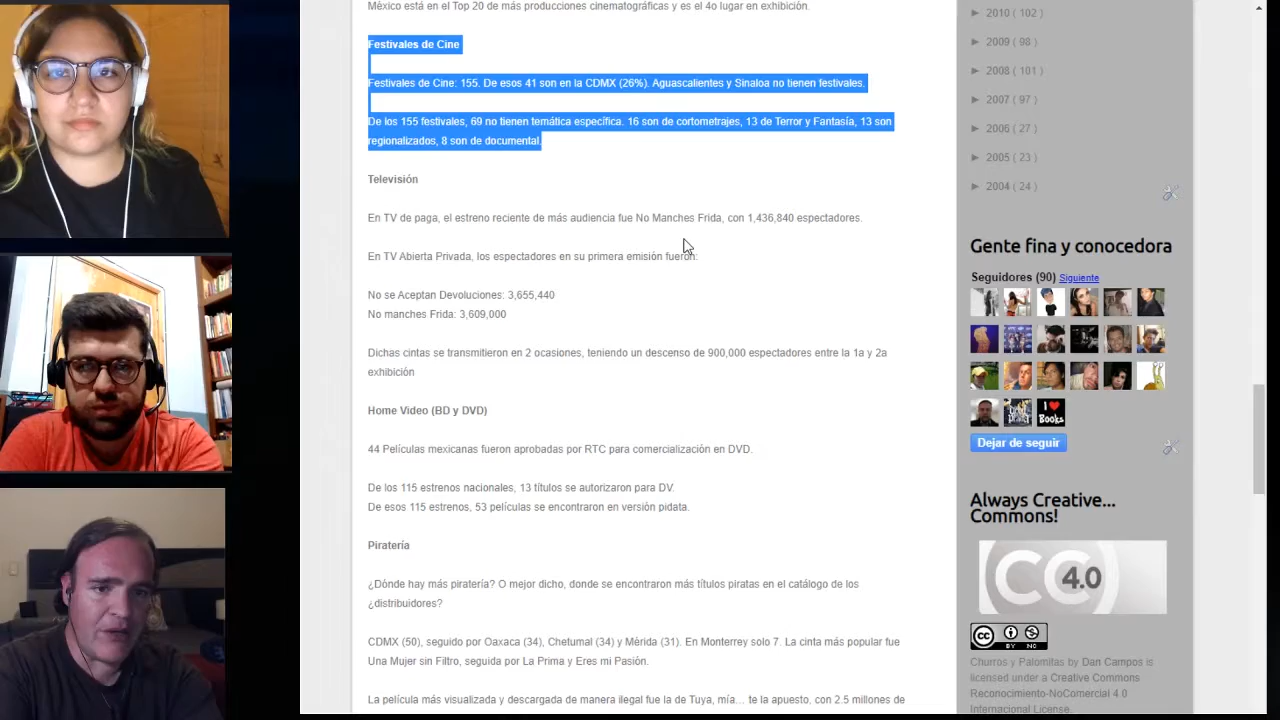 México está en el Top 20 de más producciones cinematográficas y es el 4o lugar en exhibición.
Festivales de Cine
Festivales de Cine: 155. De esos 41 son en la CDMX (26%). Aguascalientes y Sinaloa no tienen festivales.
De los 155 festivales, 69 no tienen temática específica. 16 son de cortometrajes, 13 de Terror y Fantasía, 13 son
regionalizados, 8 son de documental.
Televisión
En TV de paga, el estreno reciente de más audiencia fue No Manches Frida, con 1,436,840 espectadores.
En TV Abierta Privada, los espectadores en su primera emisión fueron:
No se Aceptan Devoluciones: 3,655,440
No manches Frida: 3,609,000
Dichas cintas se transmitieron en 2 ocasiones, teniendo un descenso de 900,000 espectadores entre la 1a y 2a
exhibición
Home Video (BD y DVD)
44 Películas mexicanas fueron aprobadas por RTC para comercialización en DVD.
De los 115 estrenos nacionales, 13 títulos se autorizaron para DV.
De esos 115 estrenos, 53 películas se encontraron en versión pidata.
Piratería
¿Dónde hay más piratería? O mejor dicho, donde se encontraron más títulos piratas en el catálogo de los
¿distribuidores?
CDMX (50), seguido por Oaxaca (34), Chetumal (34) y Mérida (31). En Monterrey solo 7. La cinta más popular fue
Una Mujer sin Filtro, seguida por La Prima y Eres mi Pasión.
La película más visualizada y descargada de manera ilegal fue la de Tuya, mía... te la apuesto, con 2.5 millones de
► 2010 ( 102 )
► 2009 ( 98 )
► 2008 ( 101 )
► 2007 ( 97 )
► 2006 ( 27 )
► 2005 ( 23 )
► 2004 ( 24 )
Gente fina y conocedora
Seguidores (90) Siguiente
I ♥ Books
Dejar de seguir
Always Creative...
Commons!
CC 4.0
cc BY NC
Churros y Palomitas by Dan Campos is
licensed under a Creative Commons
Reconocimiento-NoComercial 4.0
Internacional License.